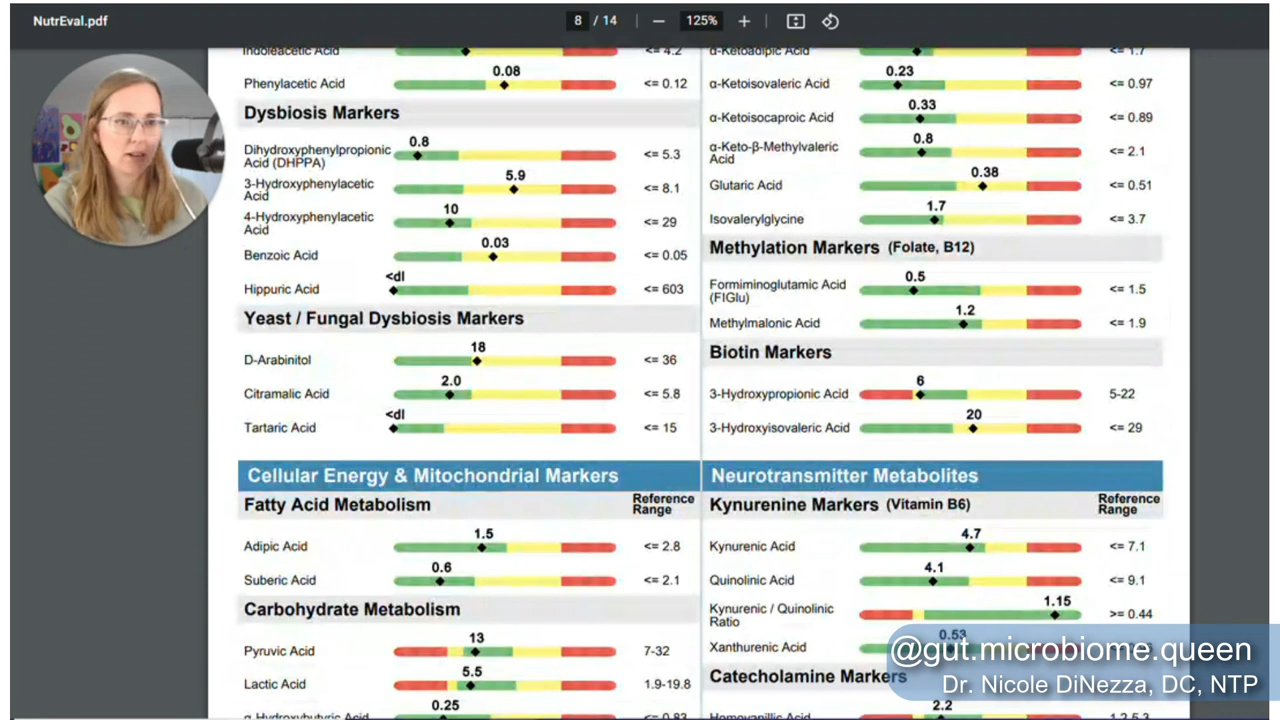 NutrEval.pdf
8 / 14
125%
Indoleacetic Acid
<= 4.2
Phenylacetic Acid
0.08
<= 0.12
Dysbiosis Markers
Dihydroxyphenylpropionic
Acid (DHPPA)
0.8
<= 5.3
3-Hydroxyphenylacetic
Acid
5.9
<= 8.1
4-Hydroxyphenylacetic
Acid
10
<= 29
Benzoic Acid
0.03
<= 0.05
Hippuric Acid
<dl
<= 603
Yeast / Fungal Dysbiosis Markers
D-Arabinitol
18
<= 36
Citramalic Acid
2.0
<= 5.8
Tartaric Acid
<dl
<= 15
Cellular Energy & Mitochondrial Markers
Fatty Acid Metabolism
Reference
Range
Adipic Acid
1.5
<= 2.8
Suberic Acid
0.6
<= 2.1
Carbohydrate Metabolism
Pyruvic Acid
13
7-32
Lactic Acid
5.5
1.9-19.8
α-Hydroxybutyric Acid
0.25
<= 0.83
α-Ketoadipic Acid
<= 1.7
α-Ketoisovaleric Acid
0.23
<= 0.97
α-Ketoisocaproic Acid
0.33
<= 0.89
α-Keto-β-Methylvaleric
Acid
0.8
<= 2.1
Glutaric Acid
0.38
<= 0.51
Isovalerylglycine
1.7
<= 3.7
Methylation Markers (Folate, B12)
Formiminoglutamic Acid
(FIGlu)
0.5
<= 1.5
Methylmalonic Acid
1.2
<= 1.9
Biotin Markers
3-Hydroxypropionic Acid
6
5-22
3-Hydroxyisovaleric Acid
20
<= 29
Neurotransmitter Metabolites
Kynurenine Markers (Vitamin B6)
Reference
Range
Kynurenic Acid
4.7
<= 7.1
Quinolinic Acid
4.1
<= 9.1
Kynurenic / Quinolinic
Ratio
1.15
>= 0.44
Xanthurenic Acid
0.53
Catecholamine Markers
Homovanillic Acid
2.2
1.2-5.3
@gut.microbiome.queen
Dr. Nicole DiNezza, DC, NTP